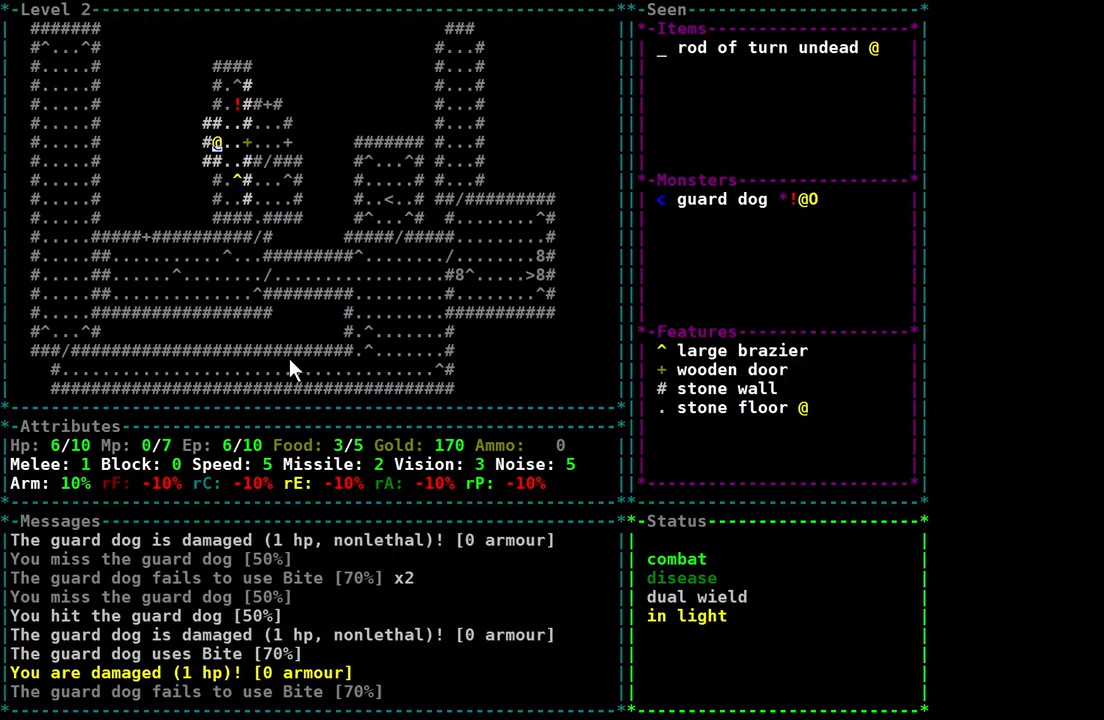 Level 2
#######                                     ###
#^...^#                                    #...#
#.....#            ####                    #...#
#.....#            #.^#                    #...#
#.....#            #.!##+#                 #...#
#.....#           ##..#...#                #...#
#.....#           #@..+...+       ####### #...#
#.....#           ##..##/###      #^...^# #...#
#.....#            #.^#...^#      #.....# #...#
#.....#            #..#....#      #..<..# ##/#########
#.....#            ####.####      #^...^#  #........^#
#.....#####+###########/#        #####/#####.........#
#.....##............^...#########^........./........8#
#.....##......^........./..................#8^.....>8#
#.....##...............^#########.........#........^#
#.....###################        #.........###########
#^...^#                          #.^.......#
###/##############################.^.......#
#.......................................^#
##########################################
Attributes
Hp: 6/10 Mp: 0/7 Ep: 6/10 Food: 3/5 Gold: 170 Ammo: 0
Melee: 1 Block: 0 Speed: 5 Missile: 2 Vision: 3 Noise: 5
Arm: 10% rF: -10% rC: -10% rE: -10% rA: -10% rP: -10%
Messages
The guard dog is damaged (1 hp, nonlethal)! [0 armour]
You miss the guard dog [50%]
The guard dog fails to use Bite [70%] x2
You miss the guard dog [50%]
You hit the guard dog [50%]
The guard dog is damaged (1 hp, nonlethal)! [0 armour]
The guard dog uses Bite [70%]
You are damaged (1 hp)! [0 armour]
The guard dog fails to use Bite [70%]
Seen
Items
_ rod of turn undead @
Monsters
c guard dog *!@O
Features
^ large brazier
+ wooden door
# stone wall
. stone floor @
Status
combat
disease
dual wield
in light